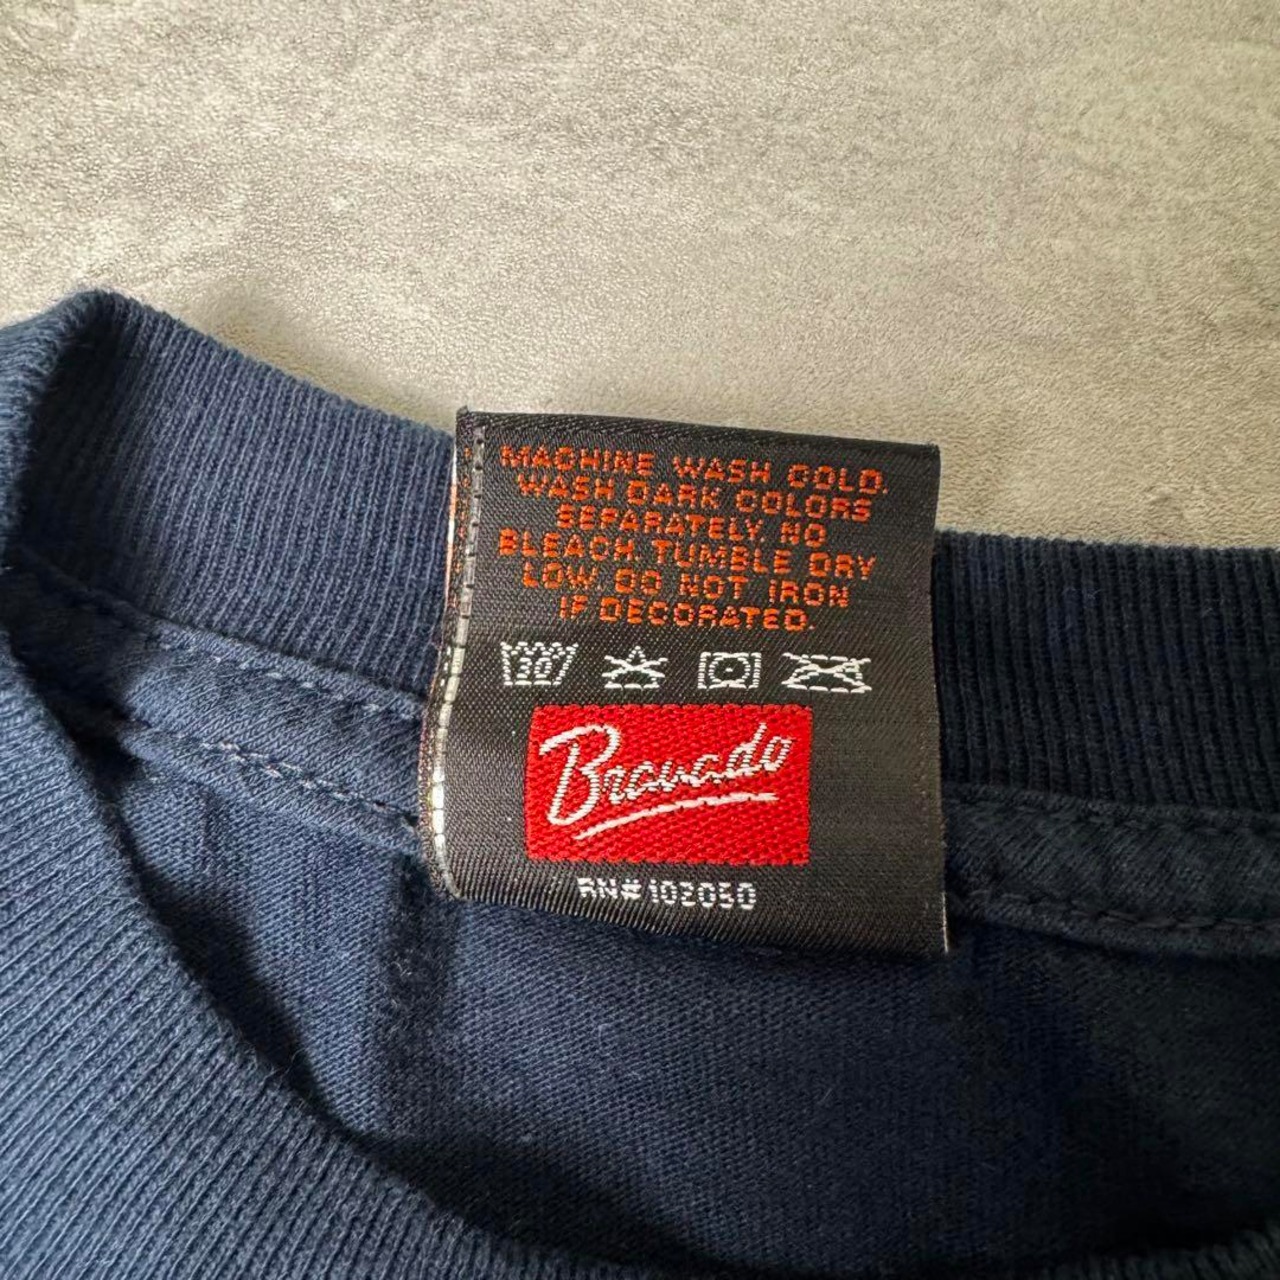 MACHINE WASH COLD.
WASH DARK COLORS
SEPARATELY. NO
BLEACH. TUMBLE DRY
LOW. DO NOT IRON
IF DECORATED.
30°
Bravado
RN#102050